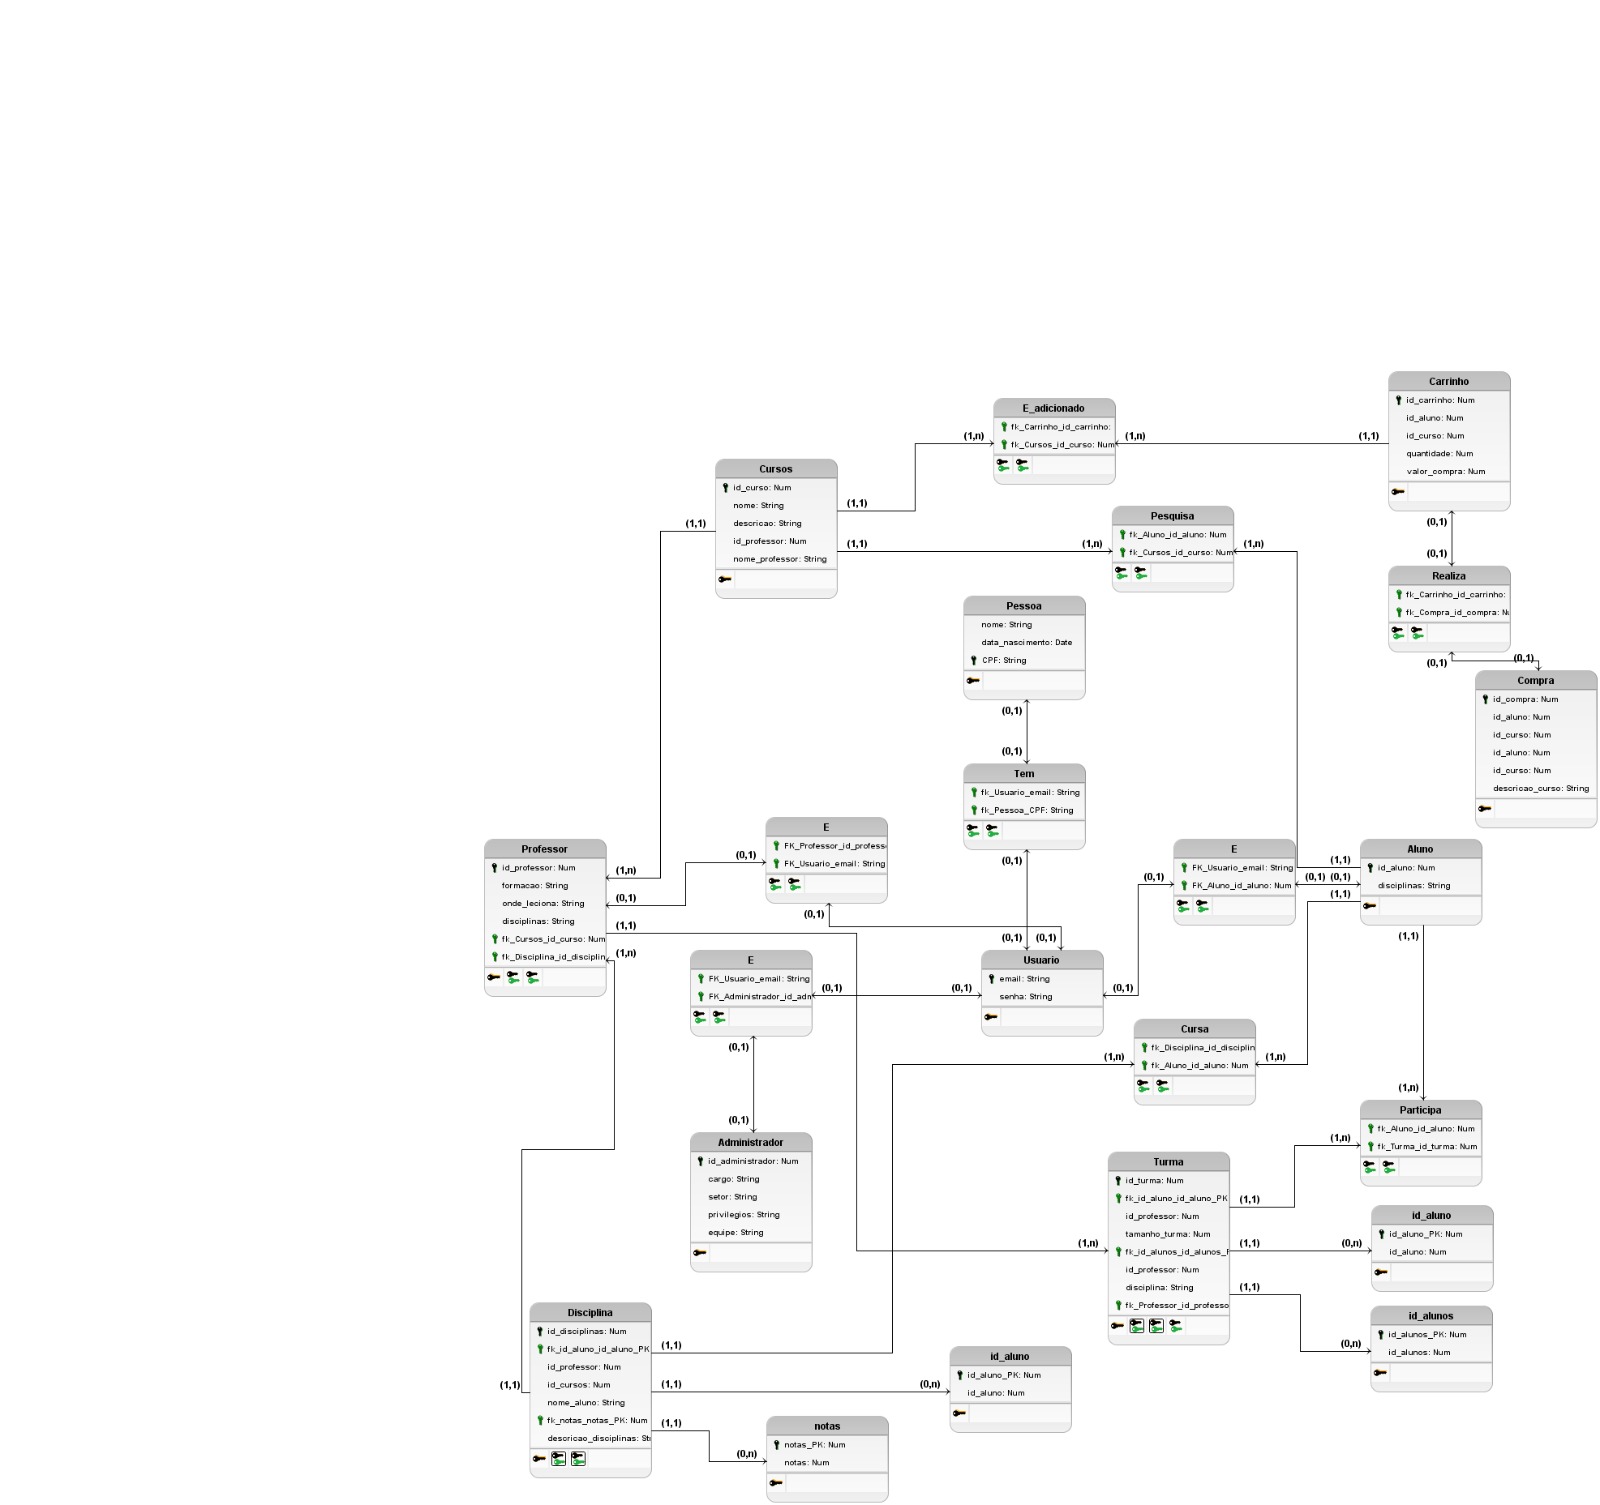 Carrinho
id_carrinho: Num
id_aluno: Num
id_curso: Num
quantidade: Num
valor_compra: Num
E_adicionado
fk_Carrinho_id_carrinho:
fk_Cursos_id_curso: Num
(1,n)
(1,n)
(1,1)
Cursos
id_curso: Num
nome: String
descricao: String
id_professor: Num
nome_professor: String
(1,1)
(1,1)
(1,1)
Pesquisa
fk_Aluno_id_aluno: Num
fk_Cursos_id_curso: Num
(1,n)
(1,n)
(0,1)
(0,1)
Realiza
fk_Carrinho_id_carrinho:
fk_Compra_id_compra: Nu
(0,1)
(0,1)
Compra
id_compra: Num
id_aluno: Num
id_curso: Num
id_aluno: Num
id_curso: Num
descricao_curso: String
Pessoa
nome: String
data_nascimento: Date
CPF: String
(0,1)
(0,1)
Tem
fk_Usuario_email: String
fk_Pessoa_CPF: String
(0,1)
(0,1)
(0,1)
E
FK_Professor_id_profess
FK_Usuario_email: String
(0,1)
(0,1)
Professor
id_professor: Num
formacao: String
onde_leciona: String
disciplinas: String
fk_Cursos_id_curso: Num
fk_Disciplina_id_disciplin
(1,n)
(0,1)
(1,1)
(1,n)
E
FK_Usuario_email: String
FK_Aluno_id_aluno: Num
(0,1)
(0,1)
(0,1)
(1,1)
(1,1)
Aluno
id_aluno: Num
disciplinas: String
(1,1)
(1,n)
E
FK_Usuario_email: String
FK_Administrador_id_adm
(0,1)
(0,1)
(0,1)
(0,1)
Usuario
email: String
senha: String
(0,1)
Cursa
fk_Disciplina_id_disciplin
fk_Aluno_id_aluno: Num
(1,n)
(1,n)
Participa
fk_Aluno_id_aluno: Num
fk_Turma_id_turma: Num
(1,n)
Administrador
id_administrador: Num
cargo: String
setor: String
privilegios: String
equipe: String
Turma
id_turma: Num
fk_id_aluno_id_aluno_PK
id_professor: Num
tamanho_turma: Num
fk_id_alunos_id_alunos_P
id_professor: Num
disciplina: String
fk_Professor_id_professo
(1,n)
(1,1)
(1,1)
(1,1)
(0,n)
(0,n)
id_aluno
id_aluno_PK: Num
id_aluno: Num
id_alunos
id_alunos_PK: Num
id_alunos: Num
Disciplina
id_disciplinas: Num
fk_id_aluno_id_aluno_PK
id_professor: Num
id_cursos: Num
nome_aluno: String
fk_notas_notas_PK: Num
descricao_disciplinas: Str
(1,1)
(1,1)
(1,1)
(1,1)
(0,n)
(0,n)
id_aluno
id_aluno_PK: Num
id_aluno: Num
notas
notas_PK: Num
notas: Num